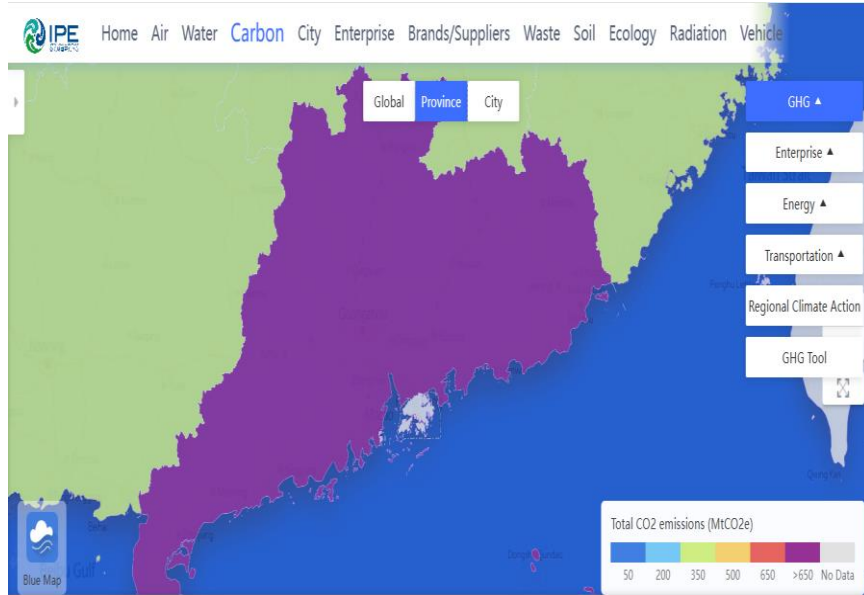 IPE Home Air Water Carbon City Enterprise Brands/Suppliers Waste Soil Ecology Radiation Vehicle
Global Province City
GHG ▲
Enterprise ▲
Energy ▲
Transportation ▲
Regional Climate Action
GHG Tool
Total CO2 emissions (MtCO2e)
50 200 350 500 650 >650 No Data
Blue Map
Gulf